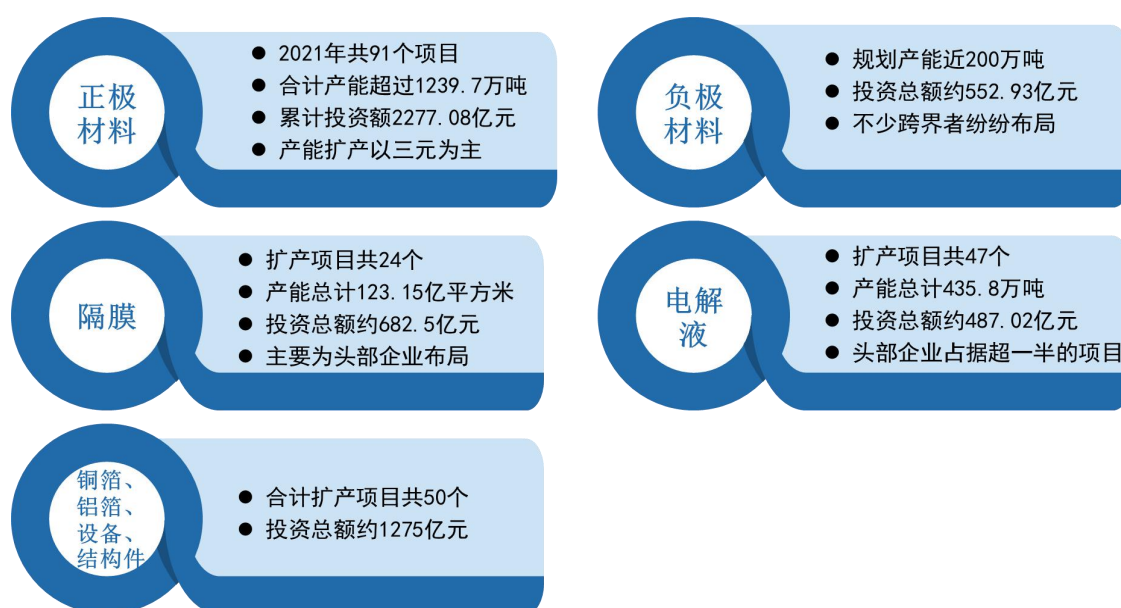 正极
材料
● 2021年共91个项目
● 合计产能超过1239.7万吨
● 累计投资额2277.08亿元
● 产能扩产以三元为主
负极
材料
● 规划产能近200万吨
● 投资总额约552.93亿元
● 不少跨界者纷纷布局
隔膜
● 扩产项目共24个
● 产能总计123.15亿平方米
● 投资总额约682.5亿元
● 主要为头部企业布局
电解
液
● 扩产项目共47个
● 产能总计435.8万吨
● 投资总额约487.02亿元
● 头部企业占据超一半的项目
铜箔、
铝箔、
设备、
结构件
● 合计扩产项目共50个
● 投资总额约1275亿元